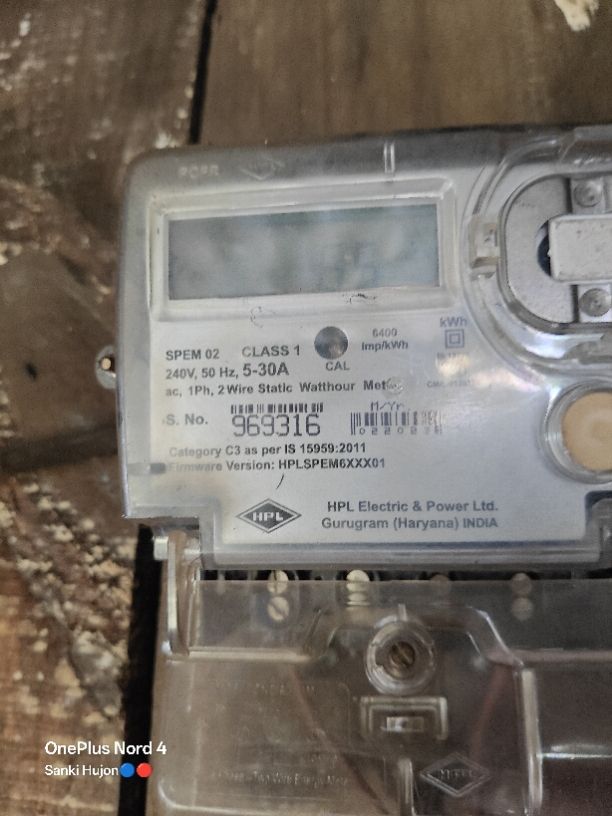 6400
Imp/kWh
kWh
SPEM 02 CLASS 1
CAL
240V, 50 Hz, 5-30A
ac, 1Ph, 2 Wire Static Watthour
M/Yr
S. No. 969316
Category C3 as per IS 15959:2011
Firmware Version: HPLSPEM6XXX01
HPL
HPL Electric & Power Ltd.
Gurugram (Haryana) INDIA
OnePlus Nord 4
Sanki Hujon🔵🔴